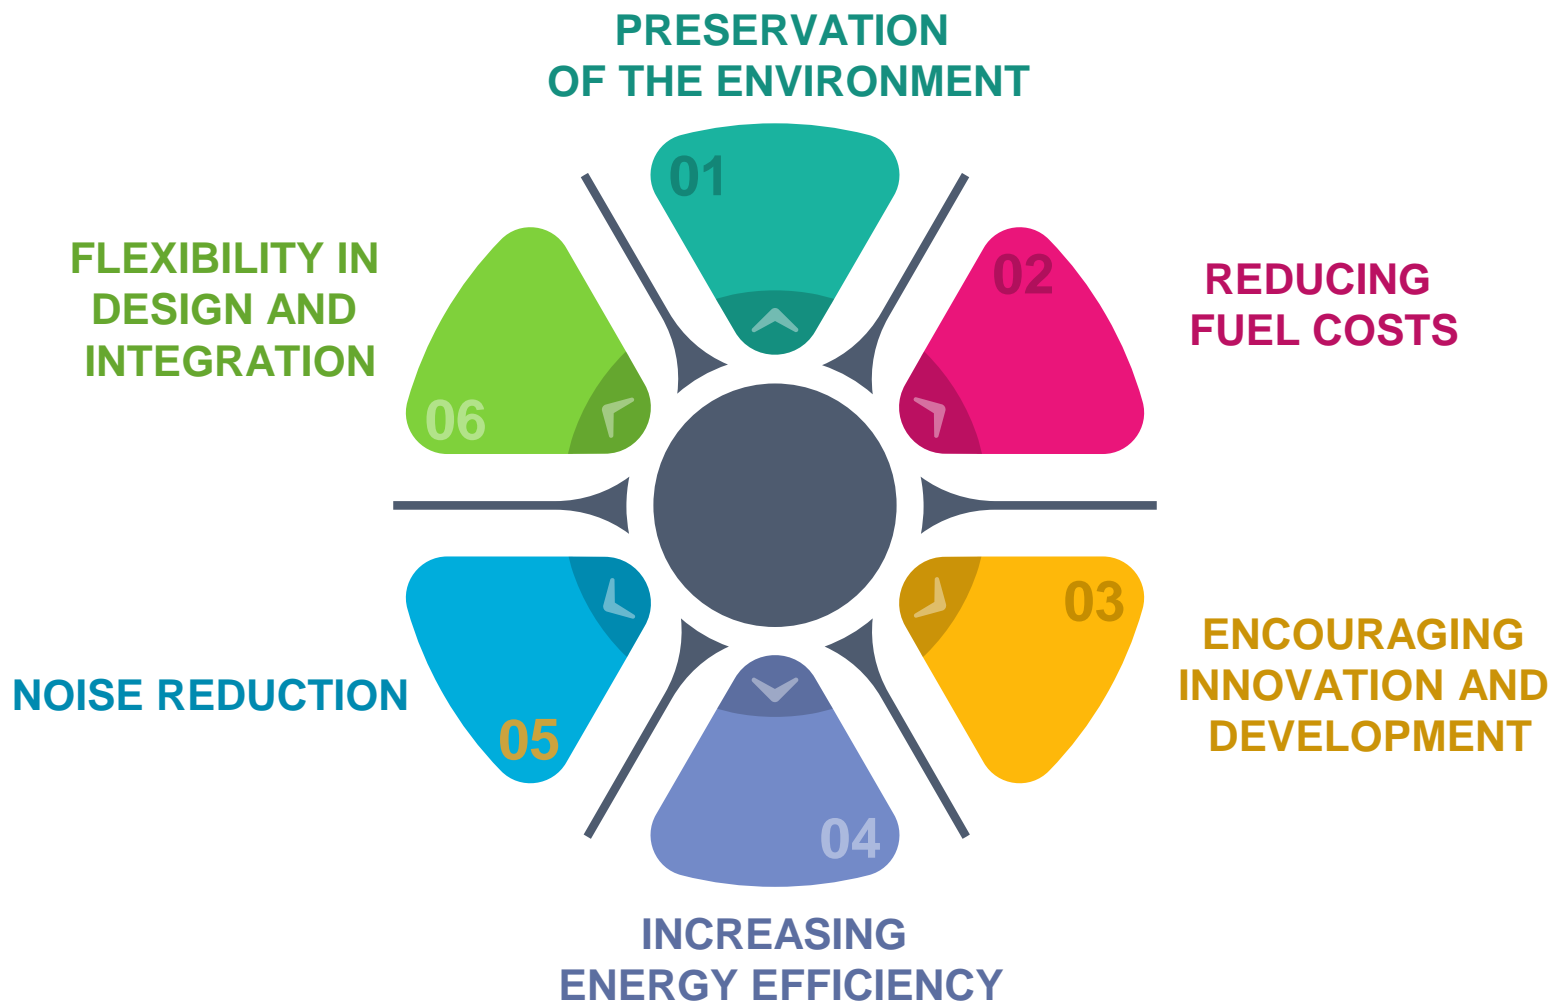 PRESERVATION
OF THE ENVIRONMENT
01
02
REDUCING
FUEL COSTS
03
ENCOURAGING
INNOVATION AND
DEVELOPMENT
04
INCREASING
ENERGY EFFICIENCY
05
NOISE REDUCTION
06
FLEXIBILITY IN
DESIGN AND
INTEGRATION